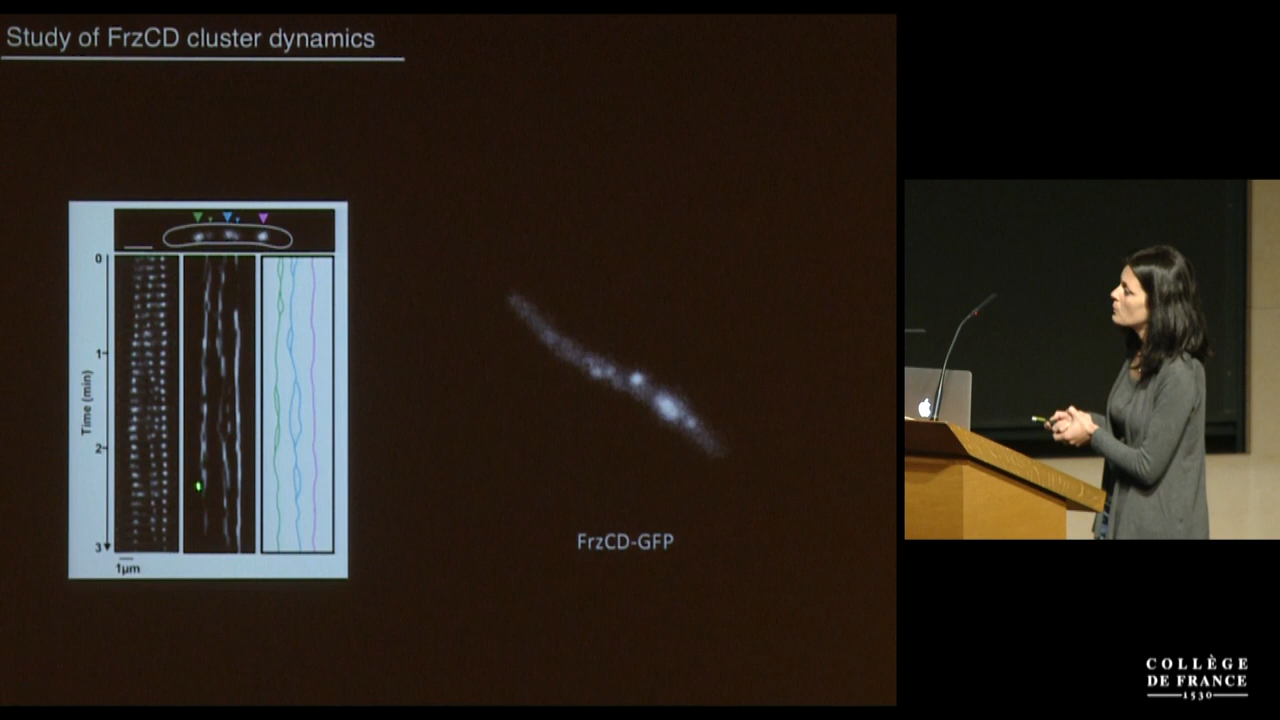 Study of FrzCD cluster dynamics
0
1
2
3
Time (min)
1µm
FrzCD-GFP
COLLÈGE
DE FRANCE
1530